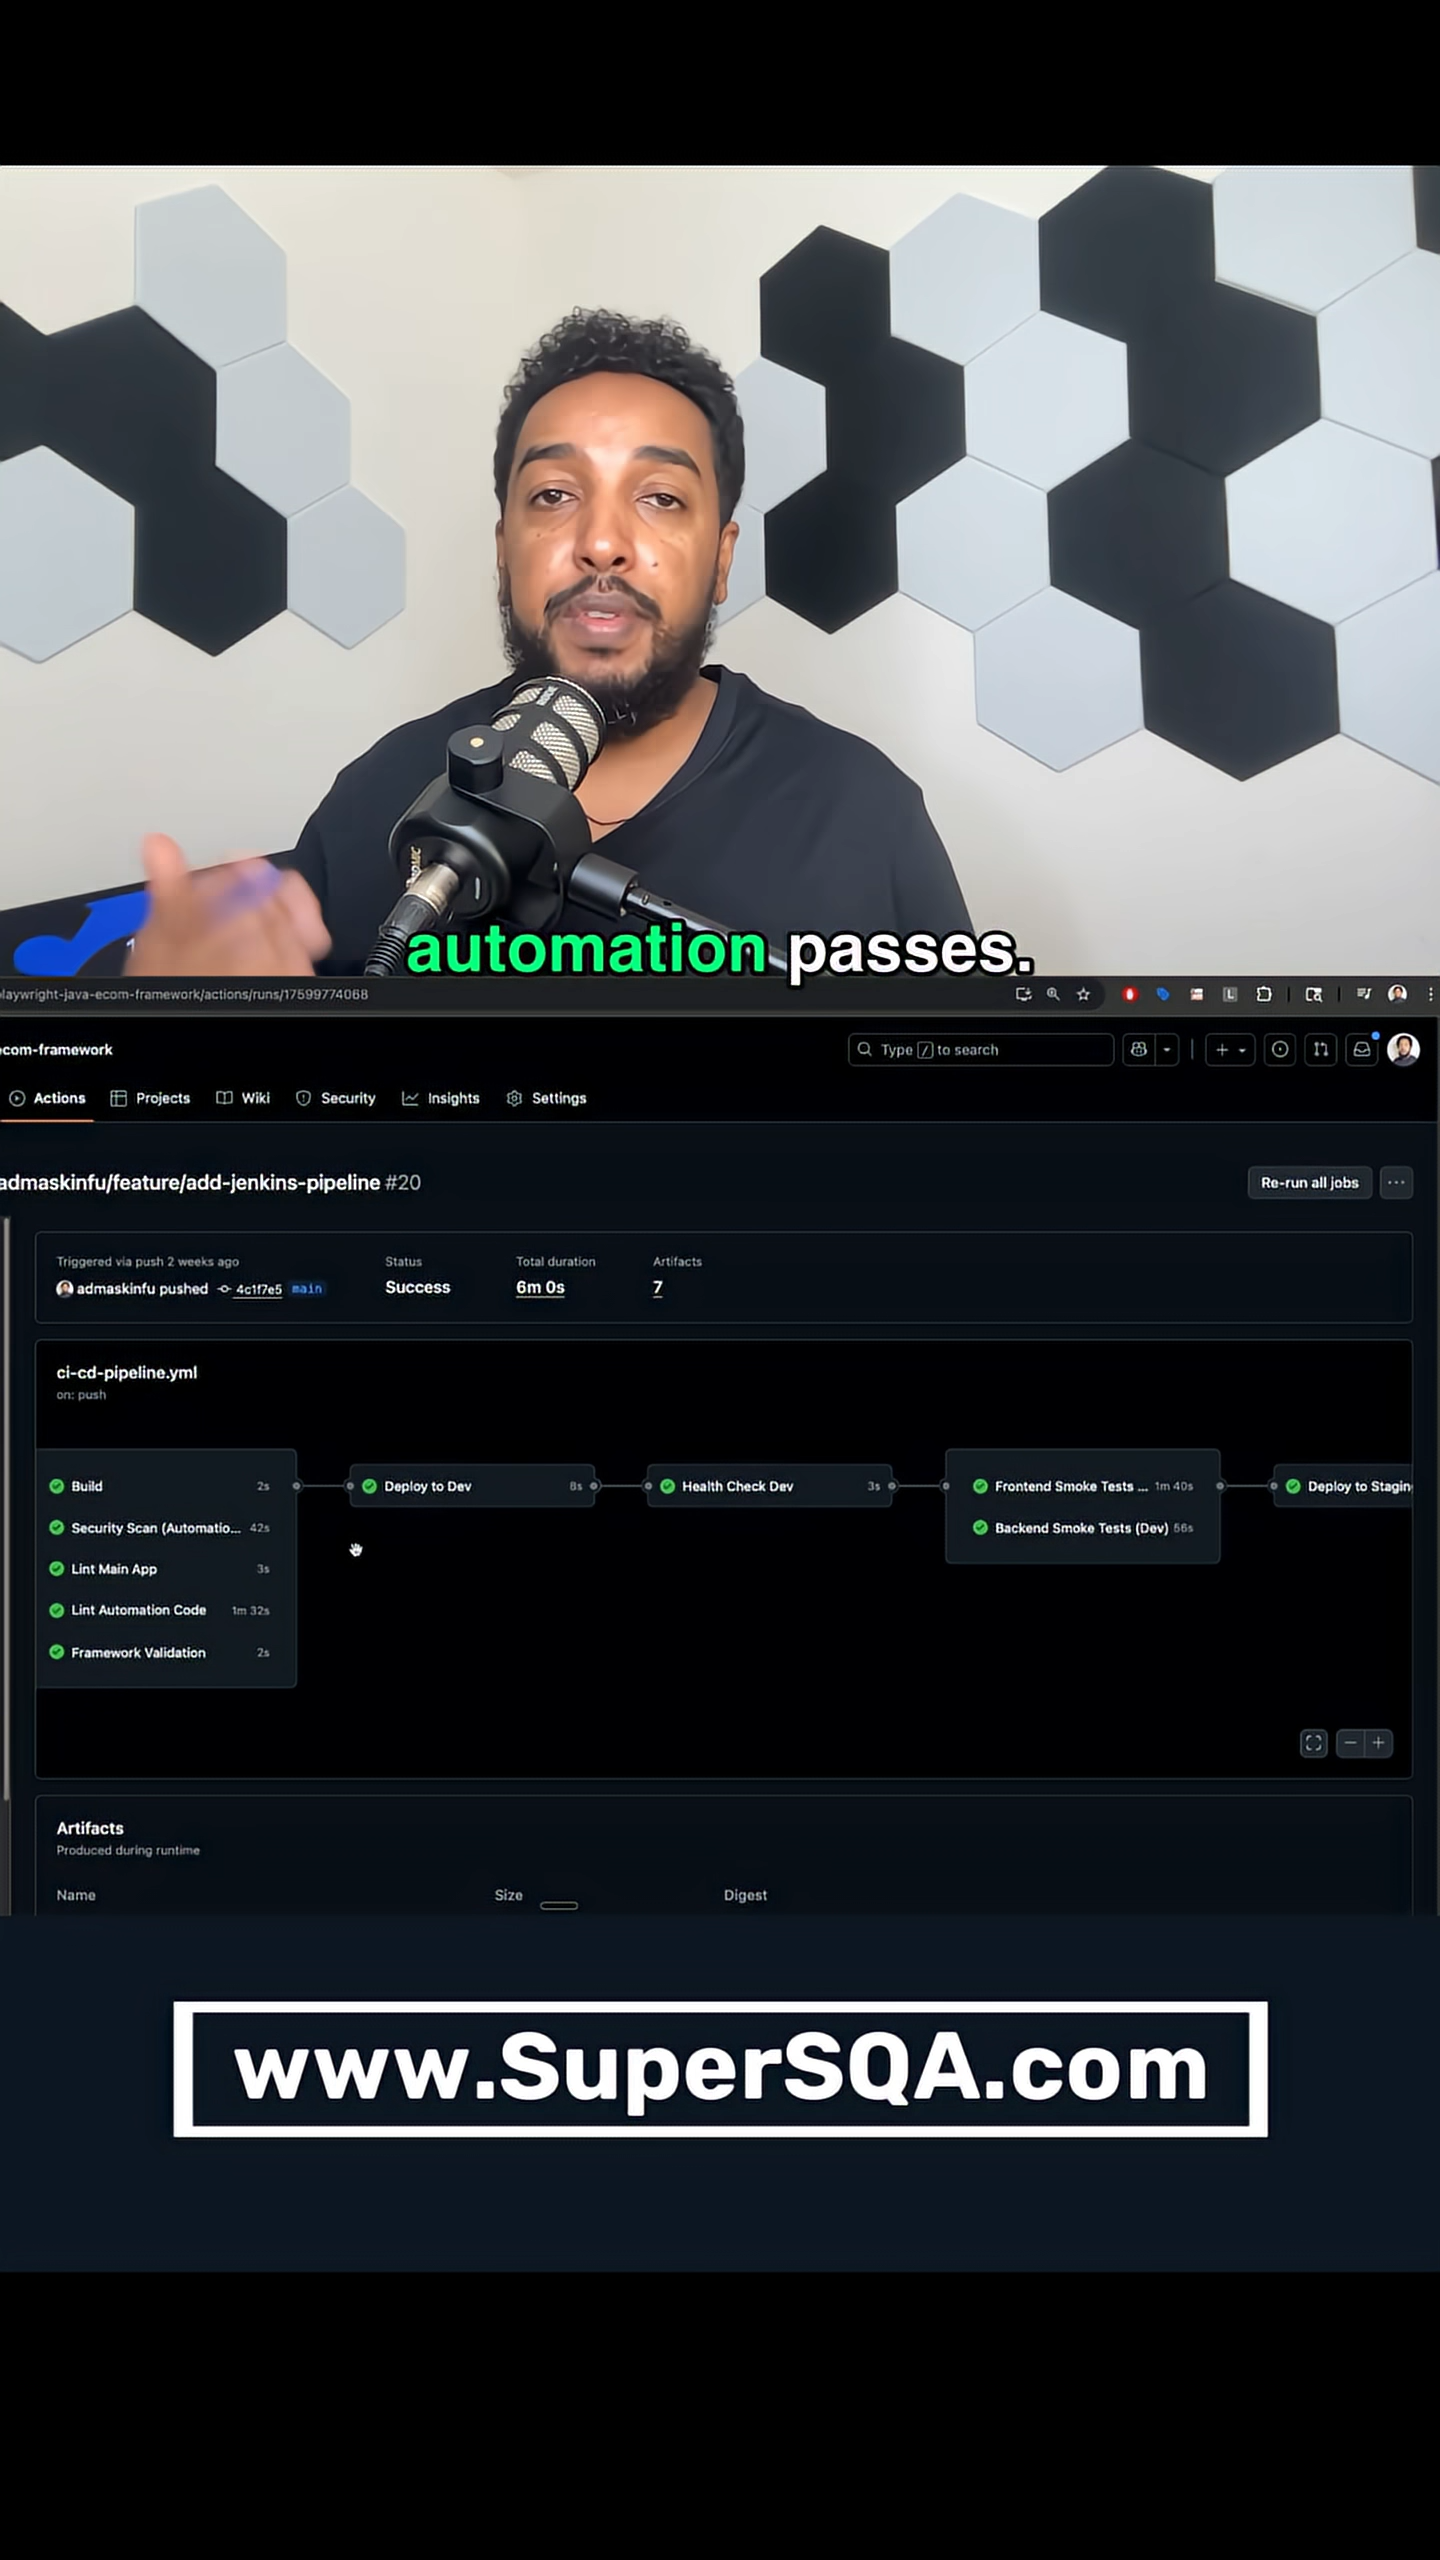 automation passes.
laywright-java-ecom-framework/actions/runs/17599774068
L
ecom-framework
Type / to search
Actions Projects Wiki Security Insights Settings
admaskinfu/feature/add-jenkins-pipeline #20
Re-run all jobs
Triggered via push 2 weeks ago
Status
Total duration
Artifacts
admaskinfu pushed 4c1f7e5 main
Success
6m 0s
7
ci-cd-pipeline.yml
on: push
Build 2s
Security Scan (Automatio... 42s
Lint Main App 3s
Lint Automation Code 1m 32s
Framework Validation 2s
Deploy to Dev 8s
Health Check Dev 3s
Frontend Smoke Tests ... 1m 40s
Backend Smoke Tests (Dev) 56s
Deploy to Staging
Artifacts
Produced during runtime
Name Size Digest
www.SuperSQA.com